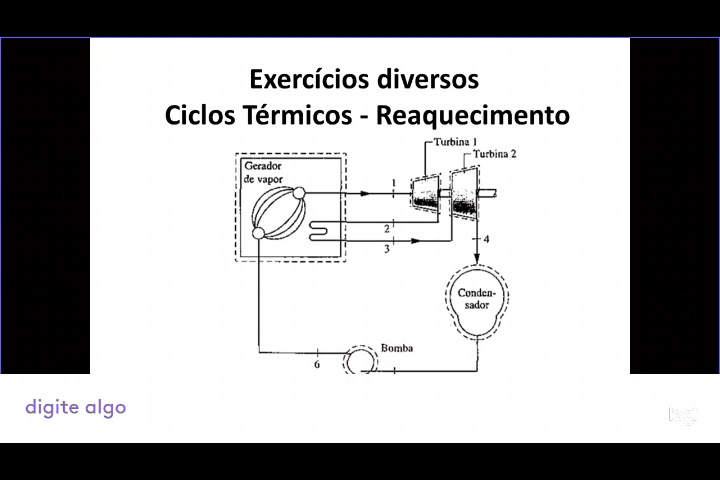 Exercícios diversos
Ciclos Térmicos - Reaquecimento
Turbina 1
Turbina 2
Gerador
de vapor
1
2
3
4
Conden-
sador
Bomba
6
digite algo